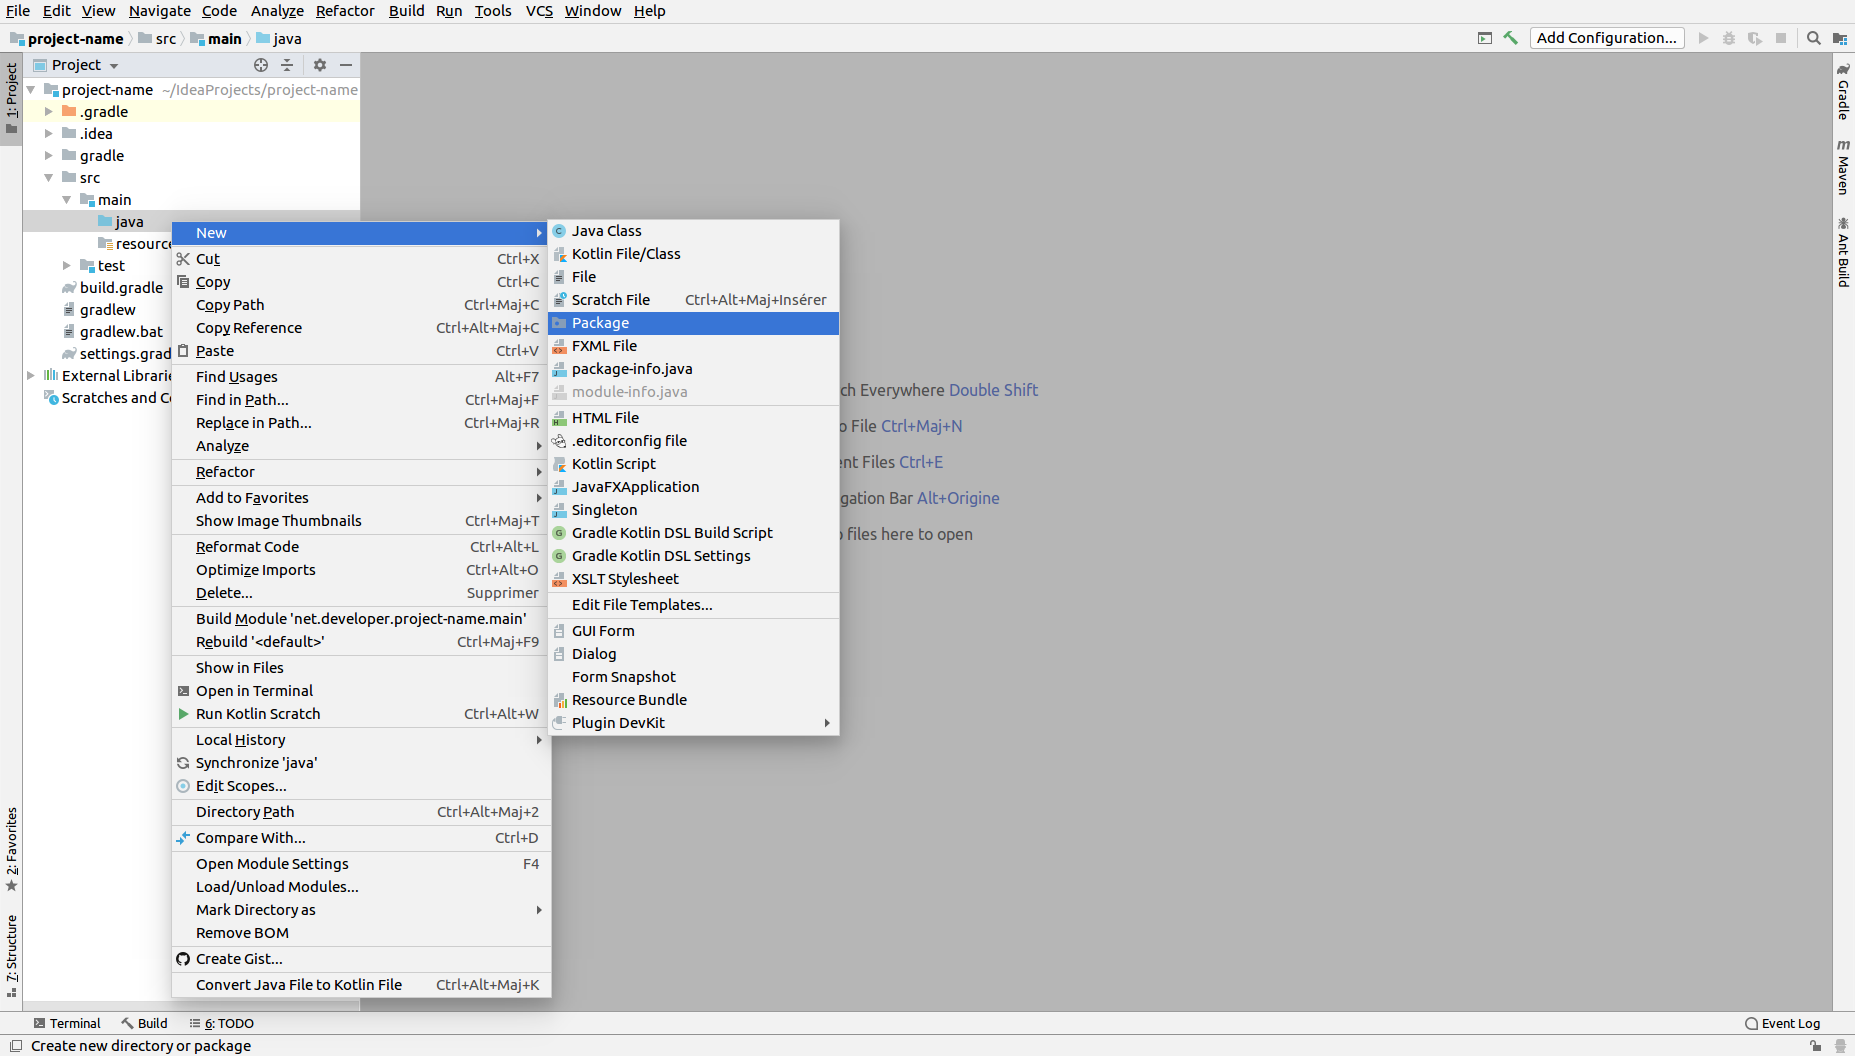 File Edit View Navigate Code Analyze Refactor Build Run Tools VCS Window Help
project-name src main java
Add Configuration...
1: Project
Project
project-name ~/IdeaProjects/project-name
.gradle
.idea
gradle
src
main
java
resource
test
build.gradle
gradlew
gradlew.bat
settings.grad
External Librarie
Scratches and Co
New
Cut Ctrl+X
Copy Ctrl+C
Copy Path Ctrl+Maj+C
Copy Reference Ctrl+Alt+Maj+C
Paste Ctrl+V
Find Usages Alt+F7
Find in Path... Ctrl+Maj+F
Replace in Path... Ctrl+Maj+R
Analyze
Refactor
Add to Favorites
Show Image Thumbnails Ctrl+Maj+T
Reformat Code Ctrl+Alt+L
Optimize Imports Ctrl+Alt+O
Delete... Supprimer
Build Module 'net.developer.project-name.main'
Rebuild '<default>' Ctrl+Maj+F9
Show in Files
Open in Terminal
Run Kotlin Scratch Ctrl+Alt+W
Local History
Synchronize 'java'
Edit Scopes...
Directory Path Ctrl+Alt+Maj+2
Compare With... Ctrl+D
Open Module Settings F4
Load/Unload Modules...
Mark Directory as
Remove BOM
Create Gist...
Convert Java File to Kotlin File Ctrl+Alt+Maj+K
Java Class
Kotlin File/Class
File
Scratch File Ctrl+Alt+Maj+Insérer
Package
FXML File
package-info.java
module-info.java
HTML File
.editorconfig file
Kotlin Script
JavaFXApplication
Singleton
Gradle Kotlin DSL Build Script
Gradle Kotlin DSL Settings
XSLT Stylesheet
Edit File Templates...
GUI Form
Dialog
Form Snapshot
Resource Bundle
Plugin DevKit
ch Everywhere Double Shift
o File Ctrl+Maj+N
ent Files Ctrl+E
gation Bar Alt+Origine
files here to open
Gradle
Maven
Ant Build
2: Favorites
7: Structure
Terminal Build 6: TODO
Event Log
Create new directory or package